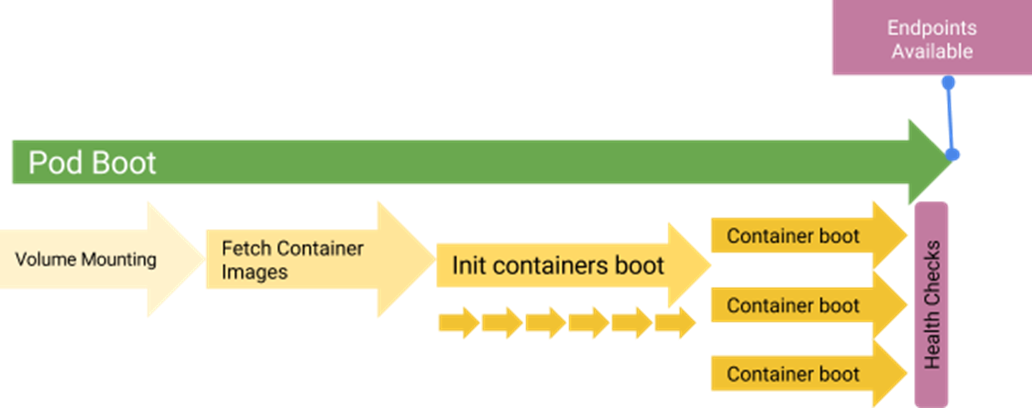 Endpoints
Available
Pod Boot
Volume Mounting
Fetch Container
Images
Init containers boot
Container boot
Container boot
Container boot
Health Checks